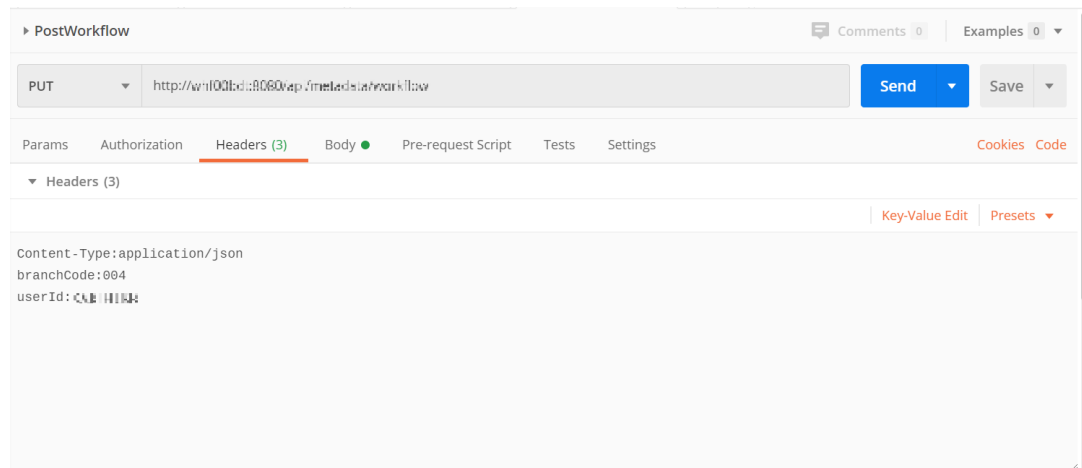 PostWorkflow
Comments 0 Examples 0
PUT http:// Send Save
Params Authorization Headers (3) Body Pre-request Script Tests Settings Cookies Code
Headers (3)
Key-Value Edit Presets
Content-Type:application/json
branchCode:004
userId: